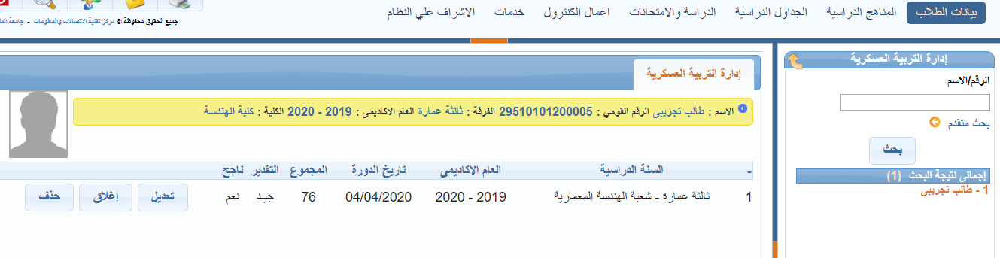 بيانات الطلاب المناهج الدراسية الجداول الدراسية الدراسة والامتحانات اعمال الكنترول خدمات الاشراف علي النظام
جميع الحقوق محفوظة © مركز تقنية الاتصالات والمعلومات - جامعة
إدارة التربية العسكرية
الرقم/الاسم
بحث متقدم
بحث
إجمالى نتيجة البحث (1)
1 - طالب تجريبى
إدارة التربية العسكرية
الاسم : طالب تجريبى الرقم القومي : 29510101200005 الفرقة : ثالثة عمارة العام الاكاديمى : 2019 - 2020 الكلية : كلية الهندسة
- السنة الدراسية العام الاكاديمى تاريخ الدورة المجموع التقدير ناجح
1 ثالثة عمارة - شعبة الهندسة المعمارية 2019 - 2020 04/04/2020 76 جيد نعم تعديل إغلاق حذف